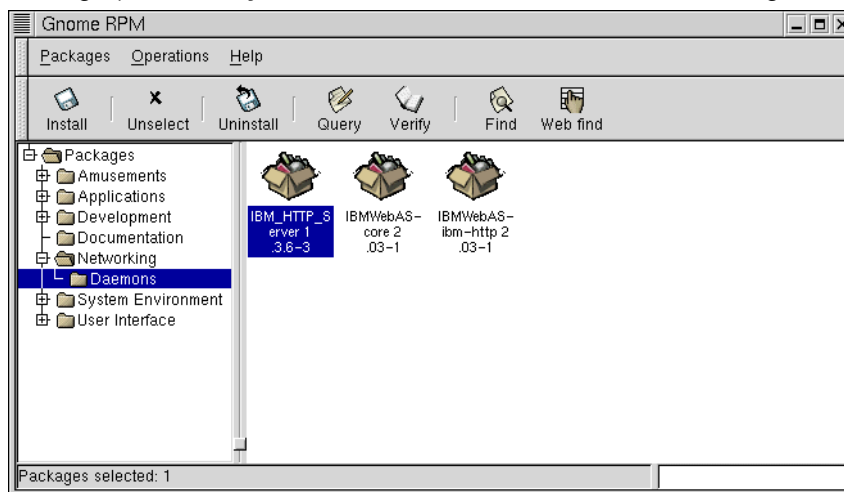 Gnome RPM
Packages Operations Help
Install Unselect Uninstall Query Verify Find Web find
Packages
Amusements
Applications
Development
Documentation
Networking
Daemons
System Environment
User Interface
IBM_HTTP_S
erver 1
.3.6-3
IBMWebAS-
core 2
.03-1
IBMWebAS-
ibm-http 2
.03-1
Packages selected: 1